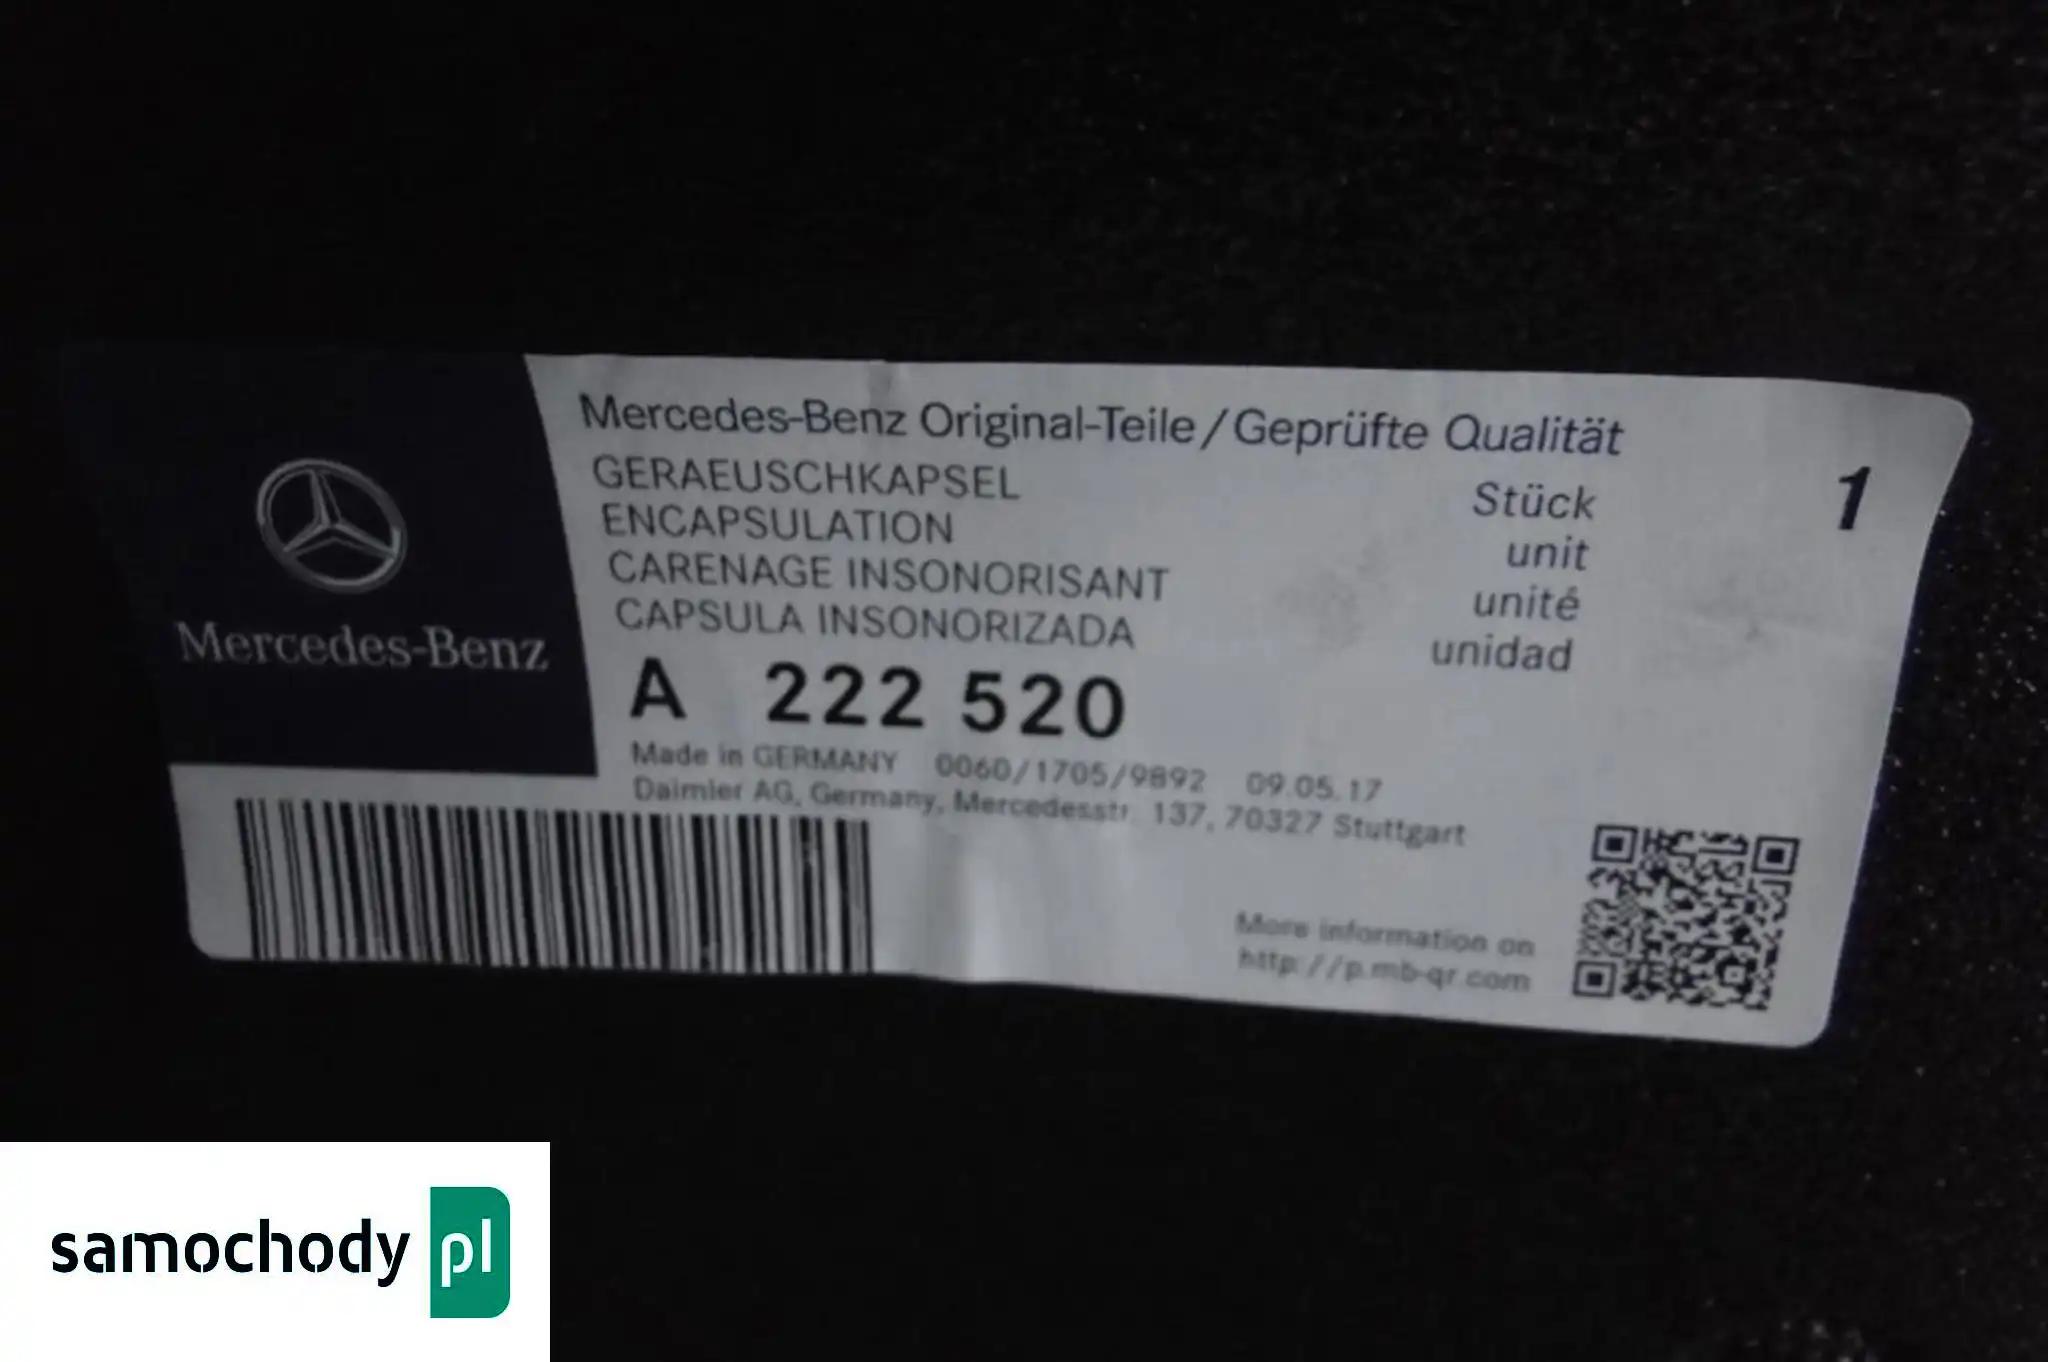 Mercedes-Benz Original-Teile/Geprüfte Qualität
GERAEUSCHKAPSEL
ENCAPSULATION
CARENAGE INSONORISANT
CAPSULA INSONORIZADA
Stück 1
unit
unité
unidad
Mercedes-Benz
A 222 520
Made in GERMANY 0060/1705/9892 09.05.17
Daimler AG, Germany, Mercedesstr. 137, 70327 Stuttgart
More information on
http://p.mb-qr.com
samochody pl